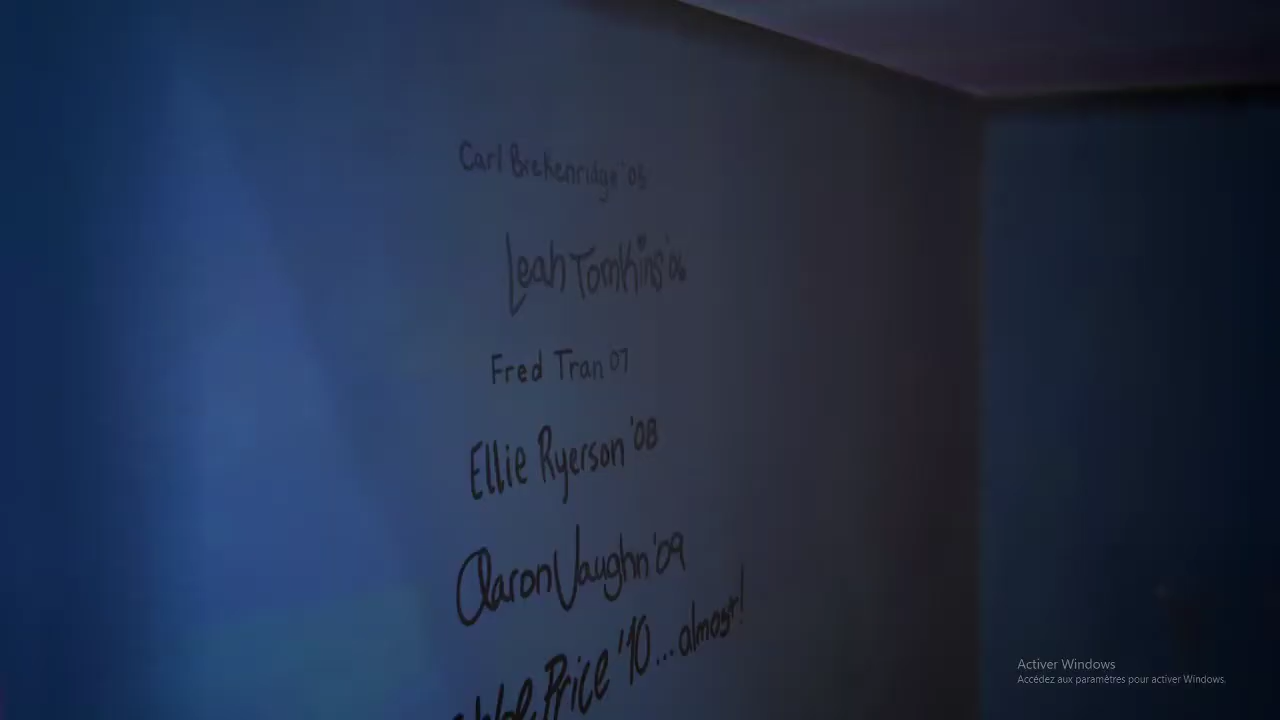 Carl Brekenridge '05
Leah Tomkins '06
Fred Tran '07
Ellie Ryerson '08
Aaron Vaughn '09
Price '10...almost!
Activer Windows
Accédez aux paramètres pour activer Windows.